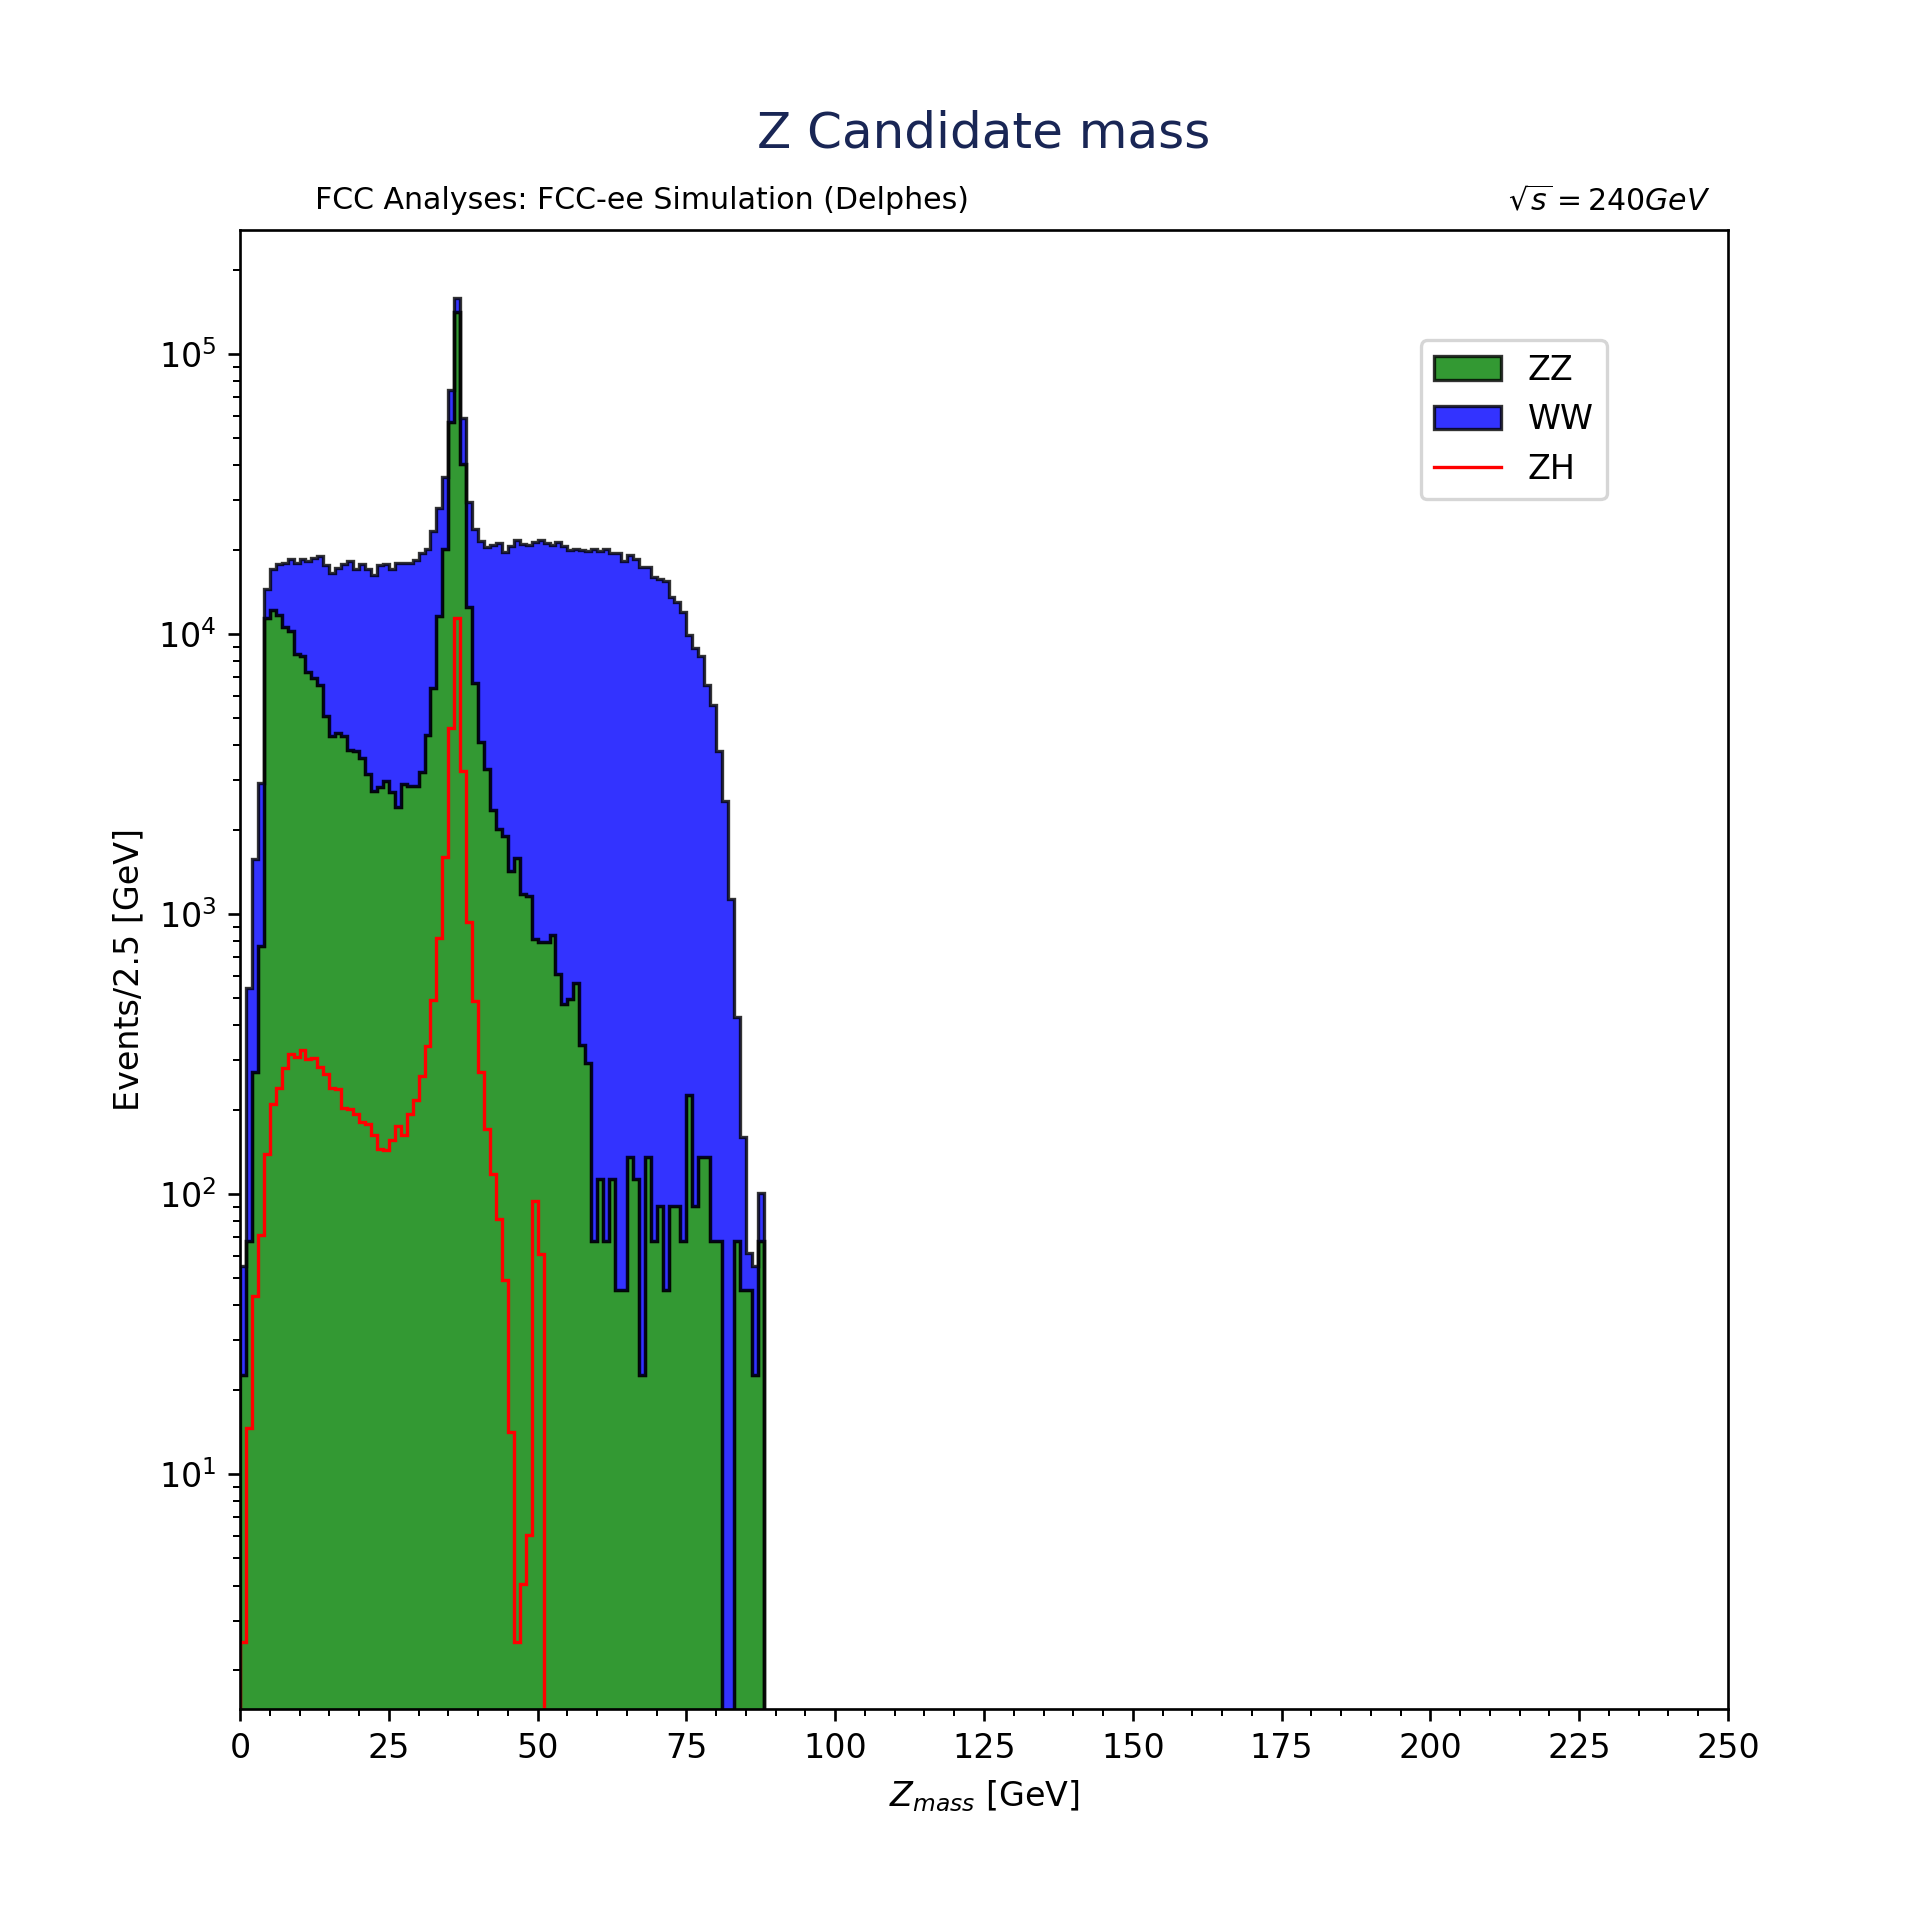 Z Candidate mass
FCC Analyses: FCC-ee Simulation (Delphes)
√s = 240GeV
10⁵
10⁴
10³
10²
10¹
Events/2.5 [GeV]
ZZ
WW
ZH
0 25 50 75 100 125 150 175 200 225 250
Z_mass [GeV]